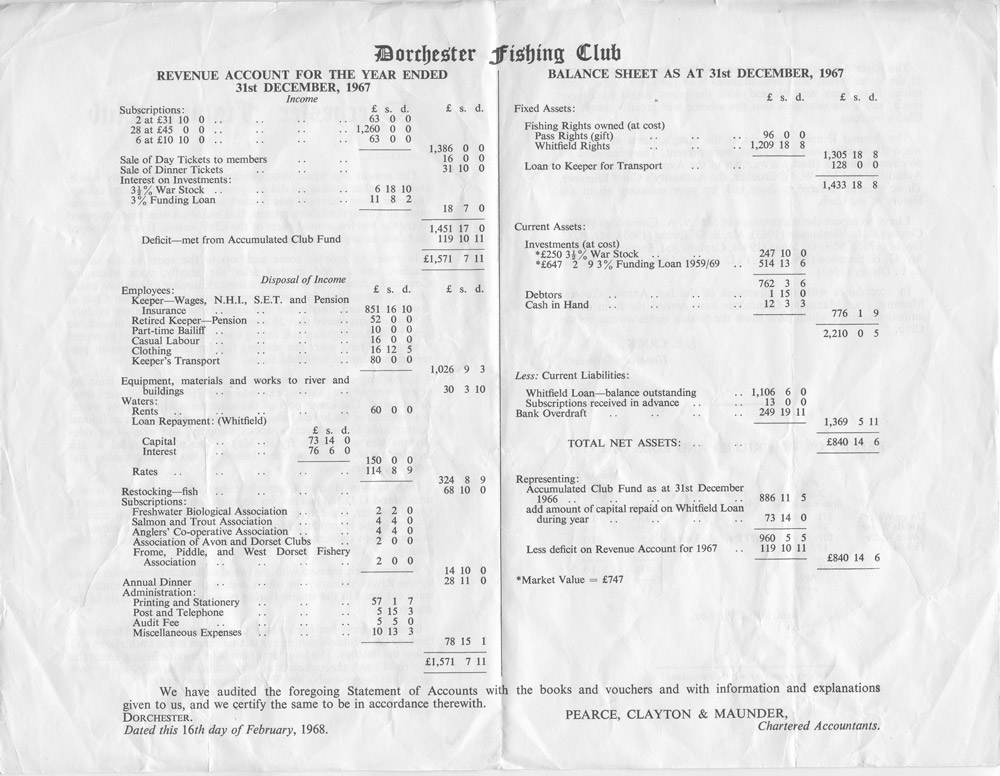 Dorchester Fishing Club
REVENUE ACCOUNT FOR THE YEAR ENDED
31st DECEMBER, 1967
Income
£ s. d. £ s. d.
Subscriptions:
2 at £31 10 0 .. .. .. .. 63 0 0
28 at £45 0 0 .. .. .. .. 1,260 0 0
6 at £10 10 0 .. .. .. .. 63 0 0
1,386 0 0
Sale of Day Tickets to members .. .. 16 0 0
Sale of Dinner Tickets .. .. .. 31 10 0
Interest on Investments:
3½% War Stock .. .. .. .. 6 18 10
3% Funding Loan .. .. .. 11 8 2
18 7 0
1,451 17 0
Deficit—met from Accumulated Club Fund 119 10 11
£1,571 7 11
Disposal of Income
£ s. d. £ s. d.
Employees:
Keeper—Wages, N.H.I., S.E.T. and Pension
Insurance .. .. .. .. 851 16 10
Retired Keeper—Pension .. .. .. 52 0 0
Part-time Bailiff .. .. .. .. 10 0 0
Casual Labour .. .. .. .. 16 0 0
Clothing .. .. .. .. 16 12 5
Keeper's Transport .. .. .. 80 0 0
1,026 9 3
Equipment, materials and works to river and
buildings .. .. .. .. 30 3 10
Waters:
Rents .. .. .. .. .. 60 0 0
Loan Repayment: (Whitfield)
£ s. d.
Capital .. .. 73 14 0
Interest .. .. 76 6 0
150 0 0
Rates .. .. .. .. .. 114 8 9
324 8 9
Restocking—fish .. .. .. .. 68 10 0
Subscriptions:
Freshwater Biological Association .. .. 2 2 0
Salmon and Trout Association .. .. 4 4 0
Anglers' Co-operative Association .. .. 4 4 0
Association of Avon and Dorset Clubs .. 2 0 0
Frome, Piddle, and West Dorset Fishery
Association .. .. .. .. 2 0 0
14 10 0
Annual Dinner .. .. .. .. 28 11 0
Administration:
Printing and Stationery .. .. .. 57 1 7
Post and Telephone .. .. .. 5 15 3
Audit Fee .. .. .. .. 5 5 0
Miscellaneous Expenses .. .. .. 10 13 3
78 15 1
£1,571 7 11
BALANCE SHEET AS AT 31st DECEMBER, 1967
£ s. d. £ s. d.
Fixed Assets:
Fishing Rights owned (at cost)
Pass Rights (gift) .. .. .. 96 0 0
Whitfield Rights .. .. .. 1,209 18 8
1,305 18 8
Loan to Keeper for Transport .. .. 128 0 0
1,433 18 8
Current Assets:
Investments (at cost)
*£250 3½% War Stock .. .. .. 247 10 0
*£647 2 9 3% Funding Loan 1959/69 .. 514 13 6
762 3 6
Debtors .. .. .. .. 1 15 0
Cash in Hand .. .. .. .. 12 3 3
776 1 9
2,210 0 5
Less: Current Liabilities:
Whitfield Loan—balance outstanding .. 1,106 6 0
Subscriptions received in advance .. .. 13 0 0
Bank Overdraft .. .. .. .. 249 19 11
1,369 5 11
TOTAL NET ASSETS: .. .. £840 14 6
Representing:
Accumulated Club Fund as at 31st December
1966 .. .. .. .. .. 886 11 5
add amount of capital repaid on Whitfield Loan
during year .. .. .. .. 73 14 0
960 5 5
Less deficit on Revenue Account for 1967 .. 119 10 11
£840 14 6
*Market Value = £747
We have audited the foregoing Statement of Accounts with the books and vouchers and with information and explanations
given to us, and we certify the same to be in accordance therewith.
DORCHESTER.
Dated this 16th day of February, 1968.
PEARCE, CLAYTON & MAUNDER,
Chartered Accountants.